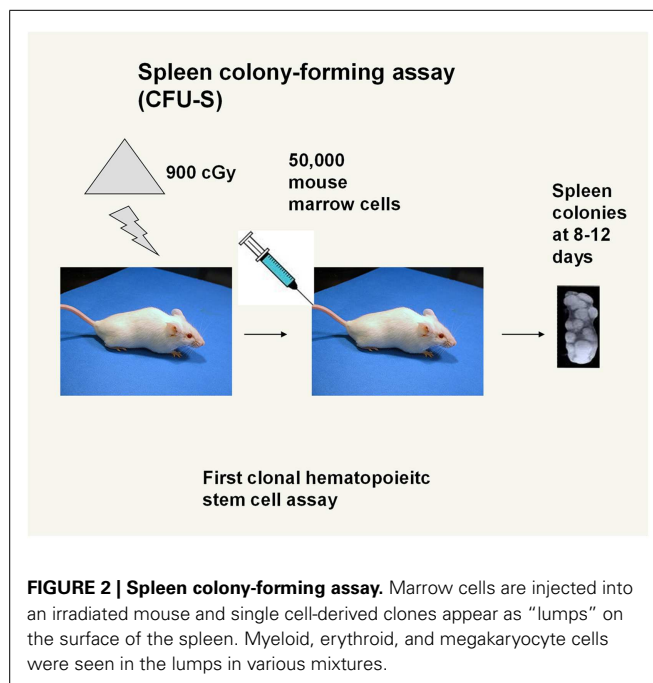 Spleen colony-forming assay
(CFU-S)
900 cGy
50,000
mouse
marrow cells
Spleen
colonies
at 8-12
days
First clonal hematopoieitc
stem cell assay
FIGURE 2 | Spleen colony-forming assay. Marrow cells are injected into
an irradiated mouse and single cell-derived clones appear as “lumps” on
the surface of the spleen. Myeloid, erythroid, and megakaryocyte cells
were seen in the lumps in various mixtures.